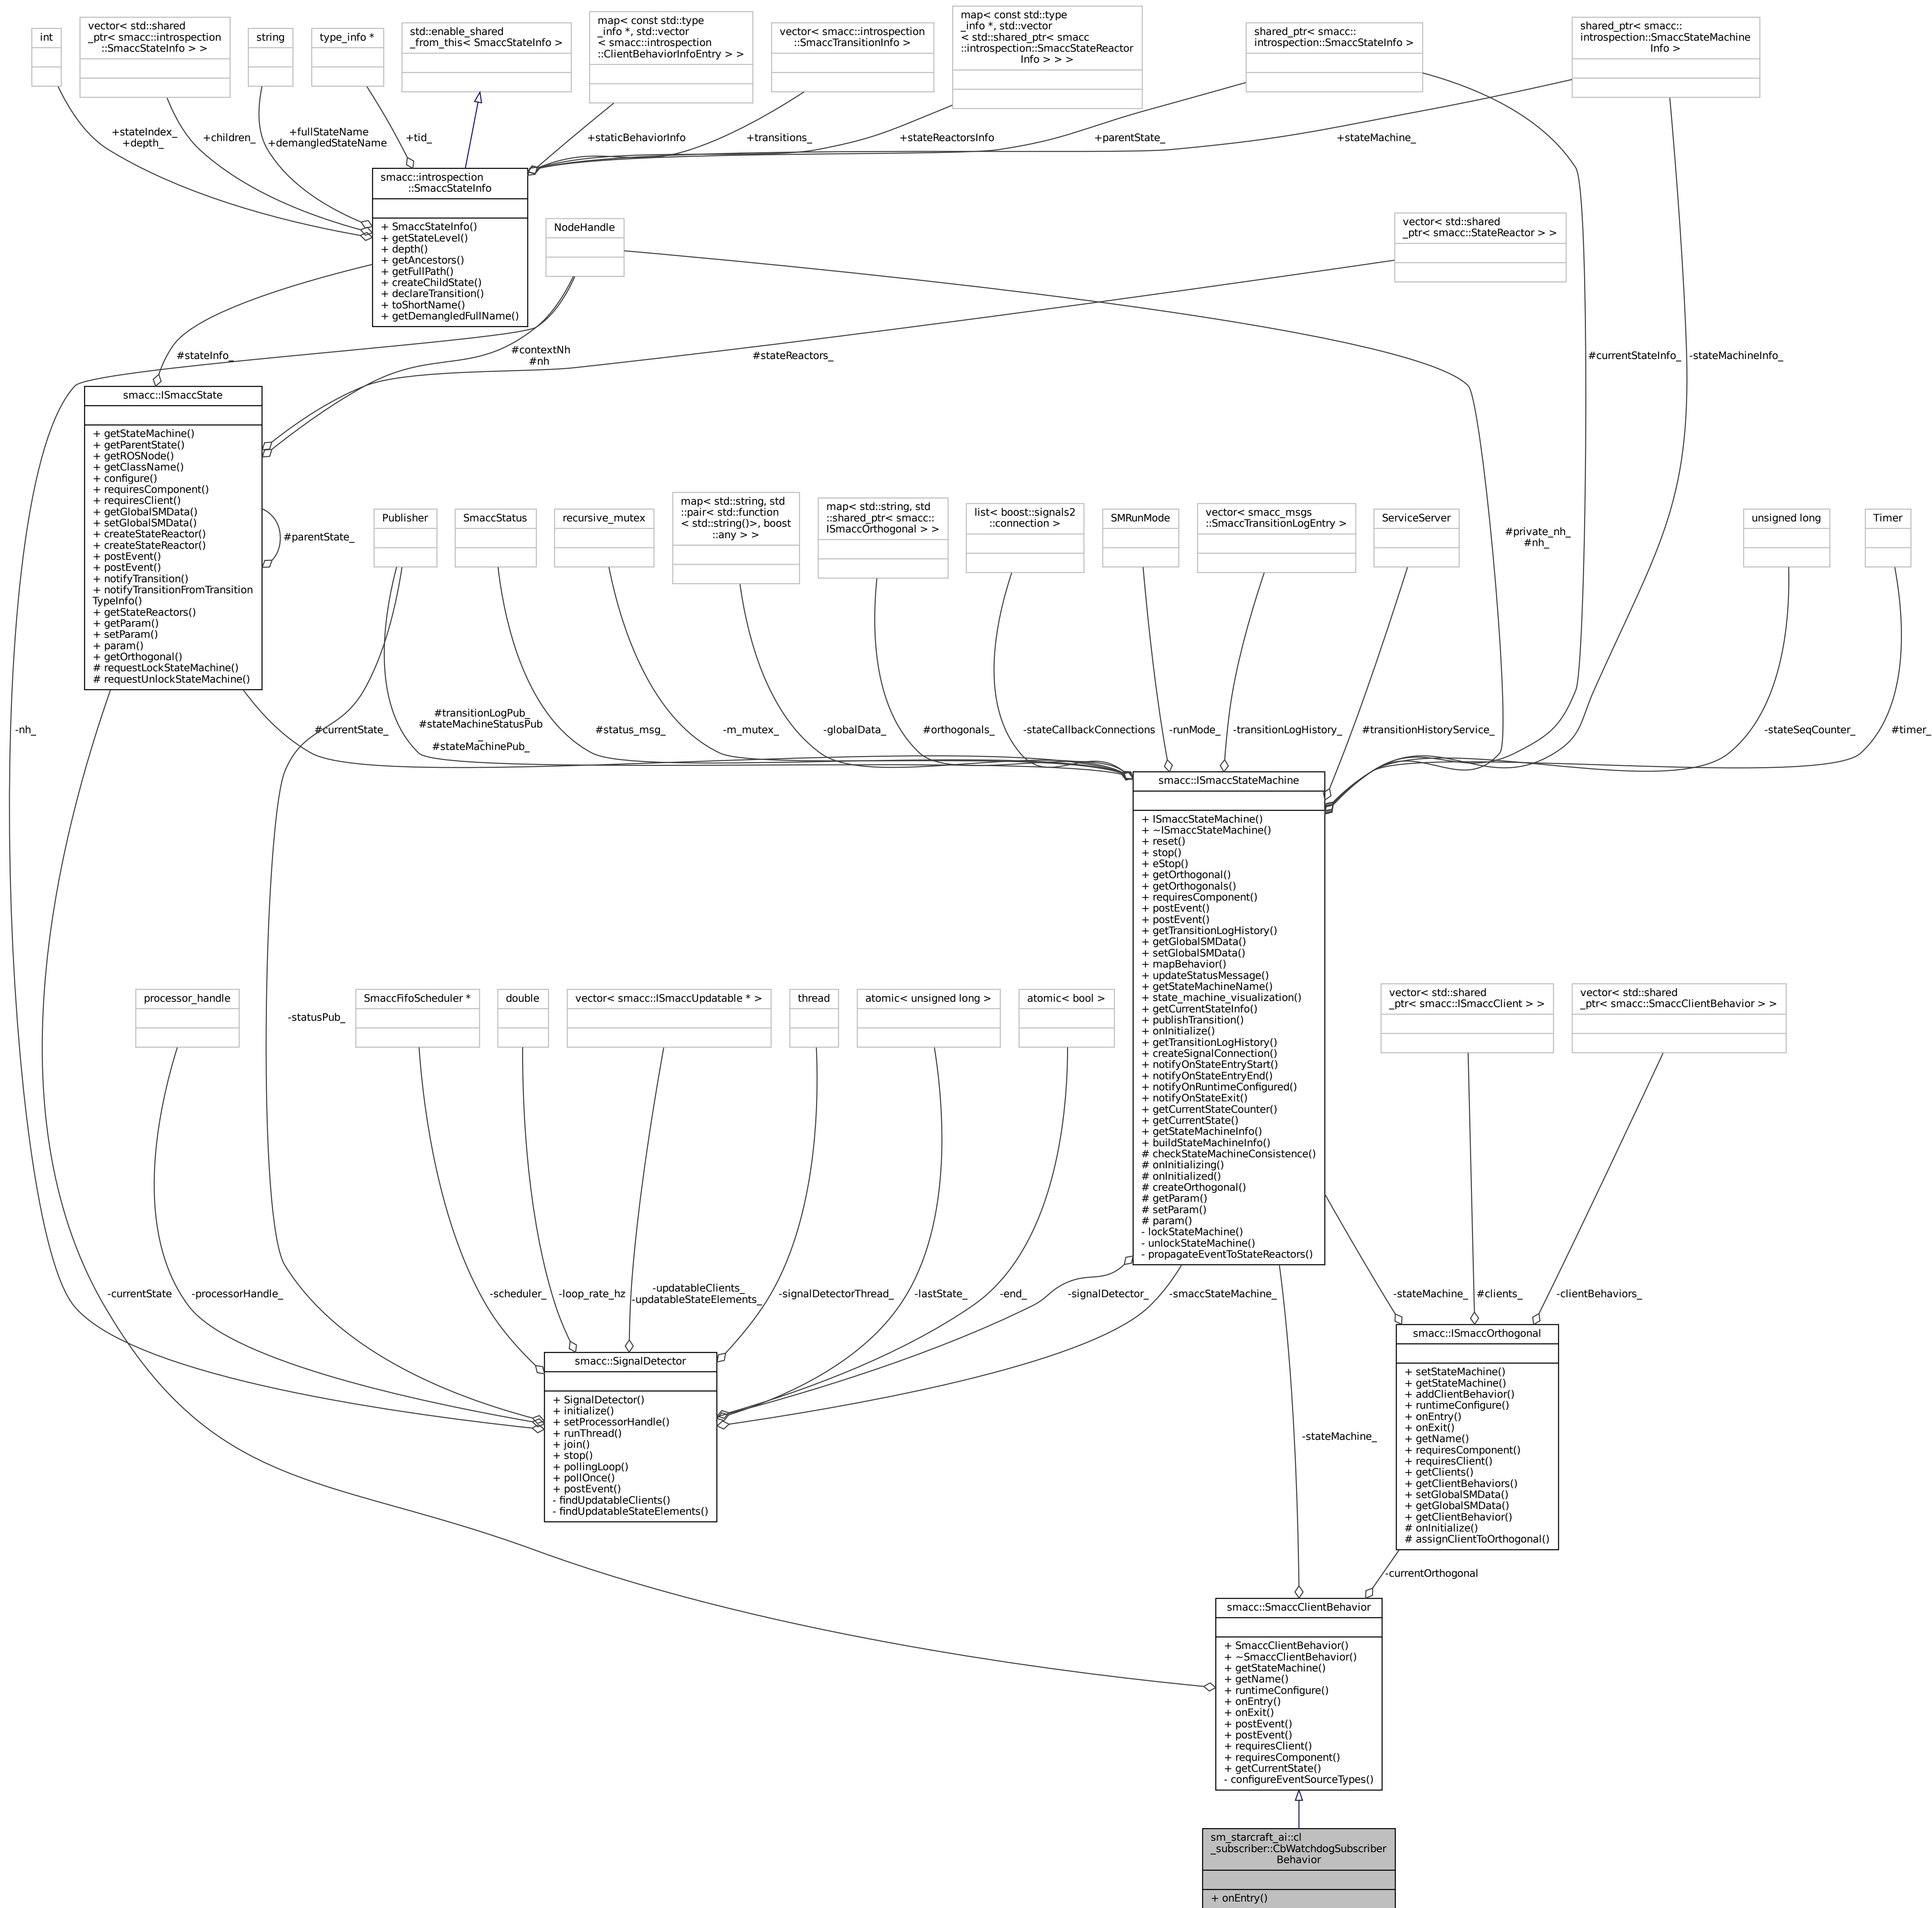 int
vector< std::shared
_ptr< smacc::introspection
::SmaccStateInfo > >
string
type_info *
std::enable_shared
_from_this< SmaccStateInfo >
map< const std::type
_info *, std::vector
< smacc::introspection
::ClientBehaviorInfoEntry > >
vector< smacc::introspection
::SmaccTransitionInfo >
map< const std::type
_info *, std::vector
< std::shared_ptr< smacc
::introspection::SmaccStateReactor
Info > > >
shared_ptr< smacc::
introspection::SmaccStateInfo >
shared_ptr< smacc::
introspection::SmaccStateMachine
Info >
+stateIndex_
+depth_
+children_
+fullStateName
+demangledStateName
+tid_
+staticBehaviorInfo
+transitions_
+stateReactorsInfo
+parentState_
+stateMachine_
smacc::introspection
::SmaccStateInfo
+ SmaccStateInfo()
+ getStateLevel()
+ depth()
+ getAncestors()
+ getFullPath()
+ createChildState()
+ declareTransition()
+ toShortName()
+ getDemangledFullName()
NodeHandle
vector< std::shared
_ptr< smacc::StateReactor > >
#stateInfo_
#contextNh
#nh
#stateReactors_
#currentStateInfo_
-stateMachineInfo_
smacc::ISmaccState
+ getStateMachine()
+ getParentState()
+ getROSNode()
+ getClassName()
+ configure()
+ requiresComponent()
+ requiresClient()
+ getGlobalSMData()
+ setGlobalSMData()
+ createStateReactor()
+ createStateReactor()
+ postEvent()
+ postEvent()
+ notifyTransition()
+ notifyTransitionFromTransition
TypeInfo()
+ getStateReactors()
+ getParam()
+ setParam()
+ param()
+ getOrthogonal()
# requestLockStateMachine()
# requestUnlockStateMachine()
#parentState_
Publisher
SmaccStatus
recursive_mutex
map< std::string, std
::pair< std::function
< std::string()>, boost
::any > >
map< std::string, std
::shared_ptr< smacc::
ISmaccOrthogonal > >
list< boost::signals2
::connection >
SMRunMode
vector< smacc_msgs
::SmaccTransitionLogEntry >
ServiceServer
#private_nh_
#nh_
unsigned long
Timer
-nh_
#currentState_
#transitionLogPub_
#stateMachineStatusPub
_
#stateMachinePub_
#status_msg_
-m_mutex_
-globalData_
#orthogonals_
-stateCallbackConnections
-runMode_
-transitionLogHistory_
#transitionHistoryService_
-stateSeqCounter_
#timer_
smacc::ISmaccStateMachine
+ ISmaccStateMachine()
+ ~ISmaccStateMachine()
+ reset()
+ stop()
+ eStop()
+ getOrthogonal()
+ getOrthogonals()
+ requiresComponent()
+ postEvent()
+ postEvent()
+ getTransitionLogHistory()
+ getGlobalSMData()
+ setGlobalSMData()
+ mapBehavior()
+ updateStatusMessage()
+ getStateMachineName()
+ state_machine_visualization()
+ getCurrentStateInfo()
+ publishTransition()
+ onInitialize()
+ getTransitionLogHistory()
+ createSignalConnection()
+ notifyOnStateEntryStart()
+ notifyOnStateEntryEnd()
+ notifyOnRuntimeConfigured()
+ notifyOnStateExit()
+ getCurrentStateCounter()
+ getCurrentState()
+ getStateMachineInfo()
+ buildStateMachineInfo()
# checkStateMachineConsistence()
# onInitializing()
# onInitialized()
# createOrthogonal()
# getParam()
# setParam()
# param()
- lockStateMachine()
- unlockStateMachine()
- propagateEventToStateReactors()
processor_handle
-statusPub_
SmaccFifoScheduler *
double
vector< smacc::ISmaccUpdatable * >
thread
atomic< unsigned long >
atomic< bool >
vector< std::shared
_ptr< smacc::ISmaccClient > >
vector< std::shared
_ptr< smacc::SmaccClientBehavior > >
-currentState
-processorHandle_
-scheduler_
-loop_rate_hz
-updatableClients_
-updatableStateElements_
-signalDetectorThread_
-lastState_
-end_
-signalDetector_
-smaccStateMachine_
-stateMachine_
#clients_
-clientBehaviors_
smacc::SignalDetector
+ SignalDetector()
+ initialize()
+ setProcessorHandle()
+ runThread()
+ join()
+ stop()
+ pollingLoop()
+ pollOnce()
+ postEvent()
- findUpdatableClients()
- findUpdatableStateElements()
-stateMachine_
smacc::ISmaccOrthogonal
+ setStateMachine()
+ getStateMachine()
+ addClientBehavior()
+ runtimeConfigure()
+ onEntry()
+ onExit()
+ getName()
+ requiresComponent()
+ requiresClient()
+ getClients()
+ getClientBehaviors()
+ setGlobalSMData()
+ getGlobalSMData()
+ getClientBehavior()
# onInitialize()
# assignClientToOrthogonal()
-currentOrthogonal
smacc::SmaccClientBehavior
+ SmaccClientBehavior()
+ ~SmaccClientBehavior()
+ getStateMachine()
+ getName()
+ runtimeConfigure()
+ onEntry()
+ onExit()
+ postEvent()
+ postEvent()
+ requiresClient()
+ requiresComponent()
+ getCurrentState()
- configureEventSourceTypes()
sm_starcraft_ai::cl
_subscriber::CbWatchdogSubscriber
Behavior
+ onEntry()